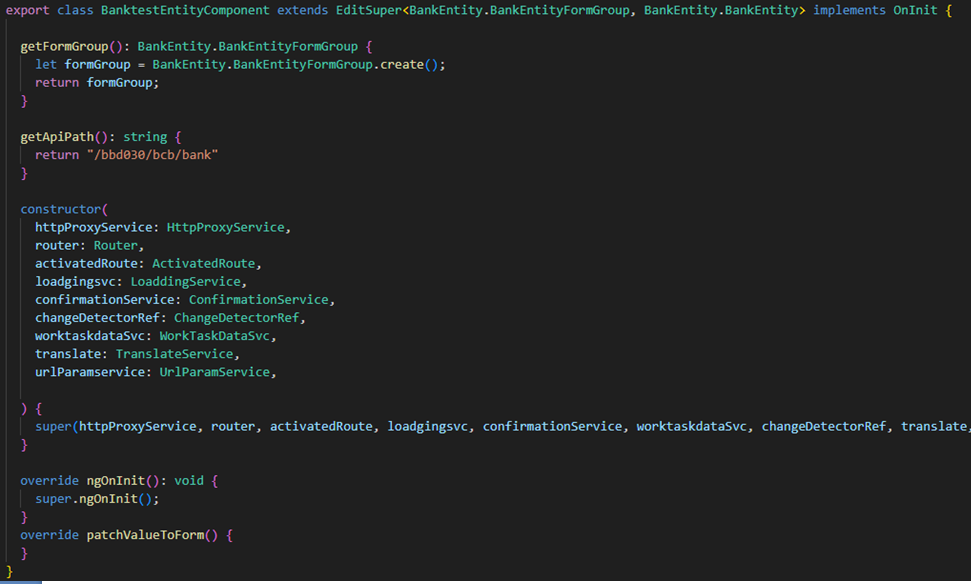 export class BanktestEntityComponent extends EditSuper<BankEntity.BankEntityFormGroup, BankEntity.BankEntity> implements OnInit {
getFormGroup(): BankEntity.BankEntityFormGroup {
let formGroup = BankEntity.BankEntityFormGroup.create();
return formGroup;
}
getApiPath(): string {
return "/bbd030/bcb/bank"
}
constructor(
httpProxyService: HttpProxyService,
router: Router,
activatedRoute: ActivatedRoute,
loadgingsvc: LoaddingService,
confirmationService: ConfirmationService,
changeDetectorRef: ChangeDetectorRef,
worktaskdataSvc: WorKTaskDataSvc,
translate: TranslateService,
urlParamservice: UrlParamService,
) {
super(httpProxyService, router, activatedRoute, loadgingsvc, confirmationService, worktaskdataSvc, changeDetectorRef, translate,
}
override ngOnInit(): void {
super.ngOnInit();
}
override patchValueToForm() {
}
}